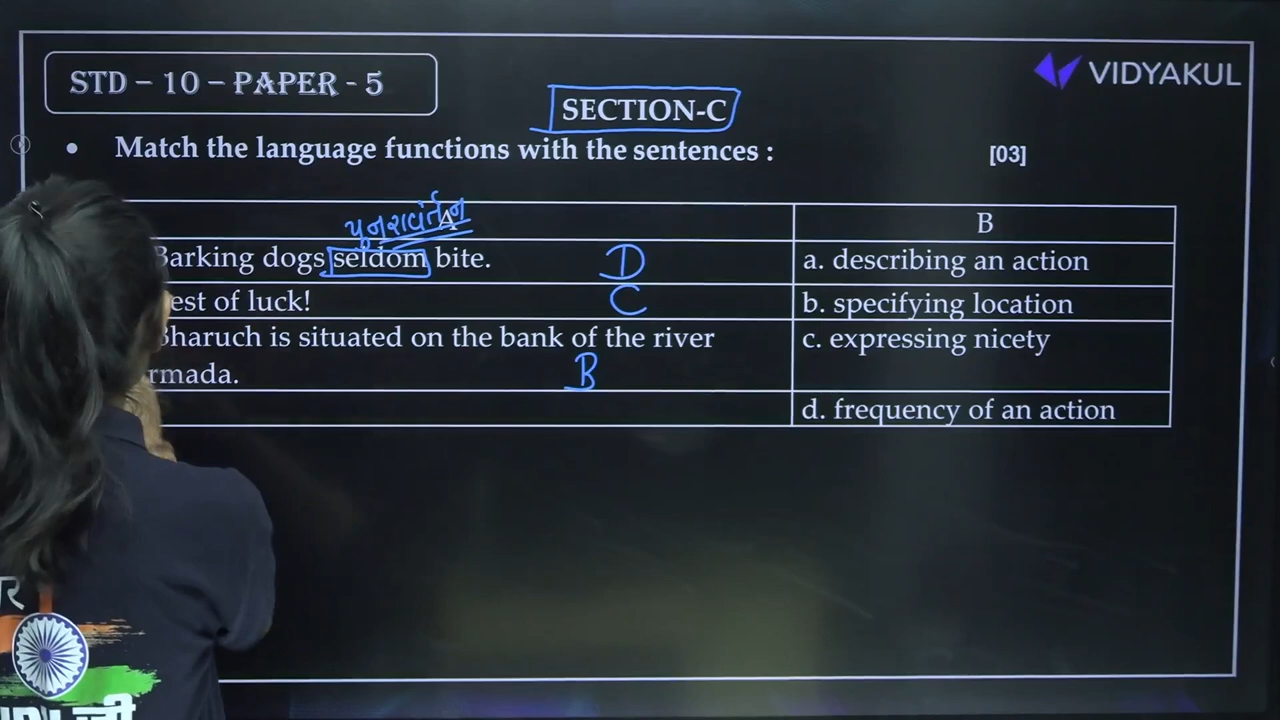 STD – 10 – PAPER - 5
VIDYAKUL
SECTION-C
• Match the language functions with the sentences : [03]
પૂનરાવર્તન
A B
Barking dogs seldom bite. D a. describing an action
est of luck! C b. specifying location
Bharuch is situated on the bank of the river c. expressing nicety
rmada. B
d. frequency of an action